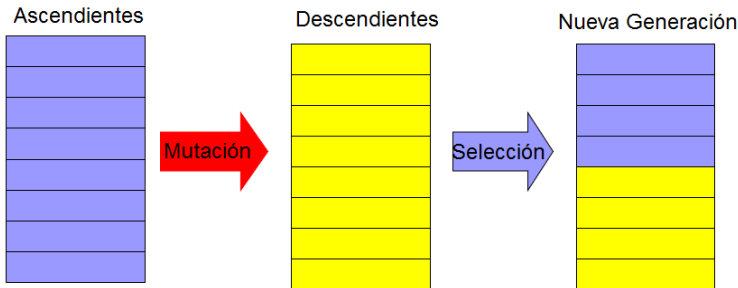 Ascendientes
Descendientes
Nueva Generación
Mutación
Selección